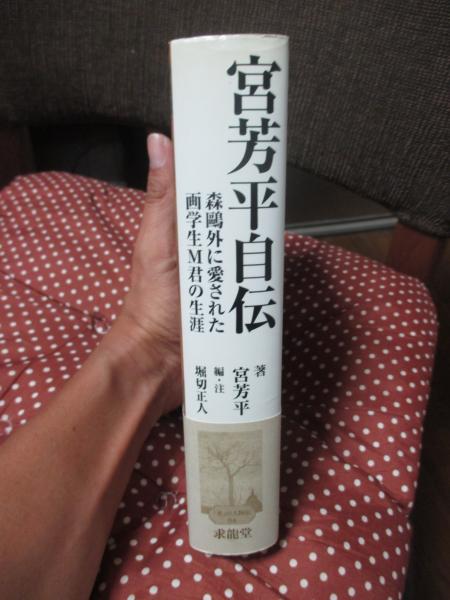 宮芳平自伝
森鷗外に愛された
画学生M君の生涯
著
宮芳平
編・注
堀切正人
求龍堂